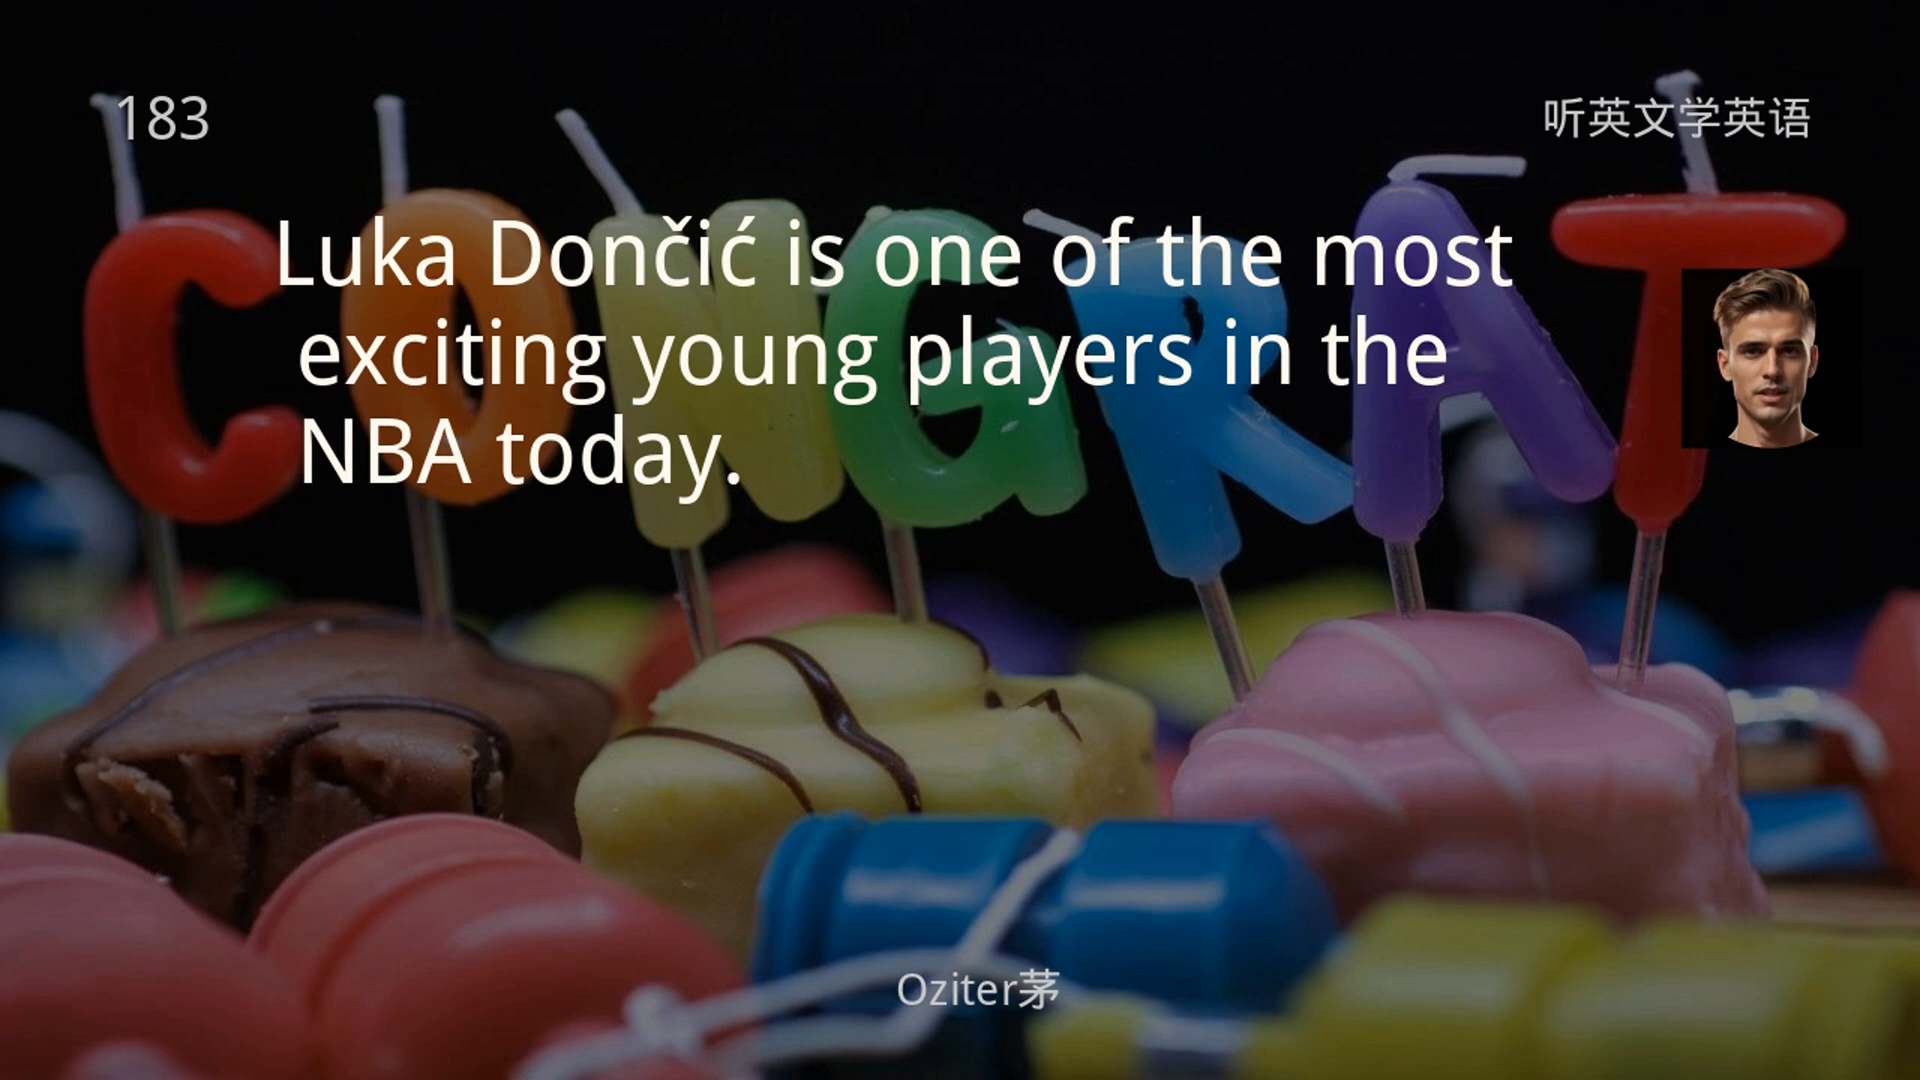 183
听英文学英语
Luka Dončić is one of the most
exciting young players in the
NBA today.
CONGRAT
Oziter茅